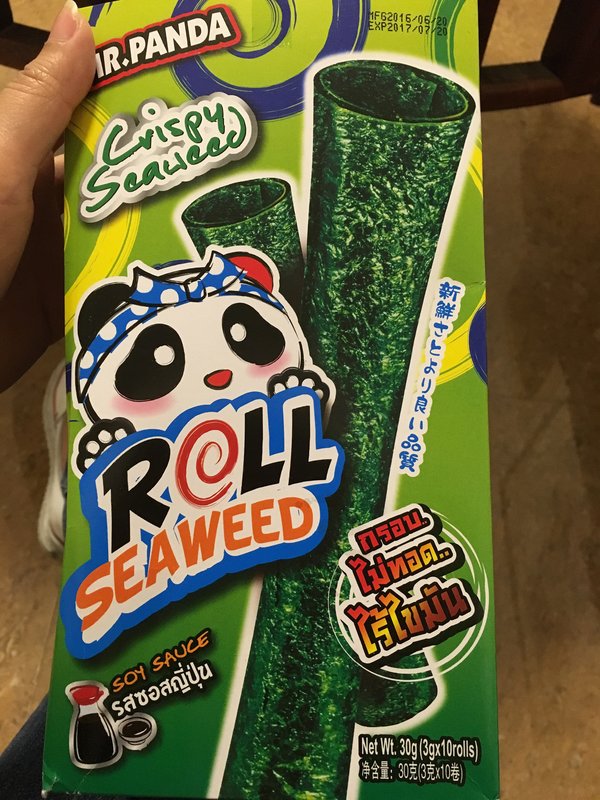 MFG2016/06/20
EXP2017/07/20
MR.PANDA
Crispy
Seaweed
新鮮さとより良い品質
ROLL
SEAWEED
กรอบ..
ไม่ทอด..
ไร้ไขมัน
SOY SAUCE
รสซอสญี่ปุ่น
Net Wt. 30g (3gx10rolls)
净含量: 30克(3克x10卷)